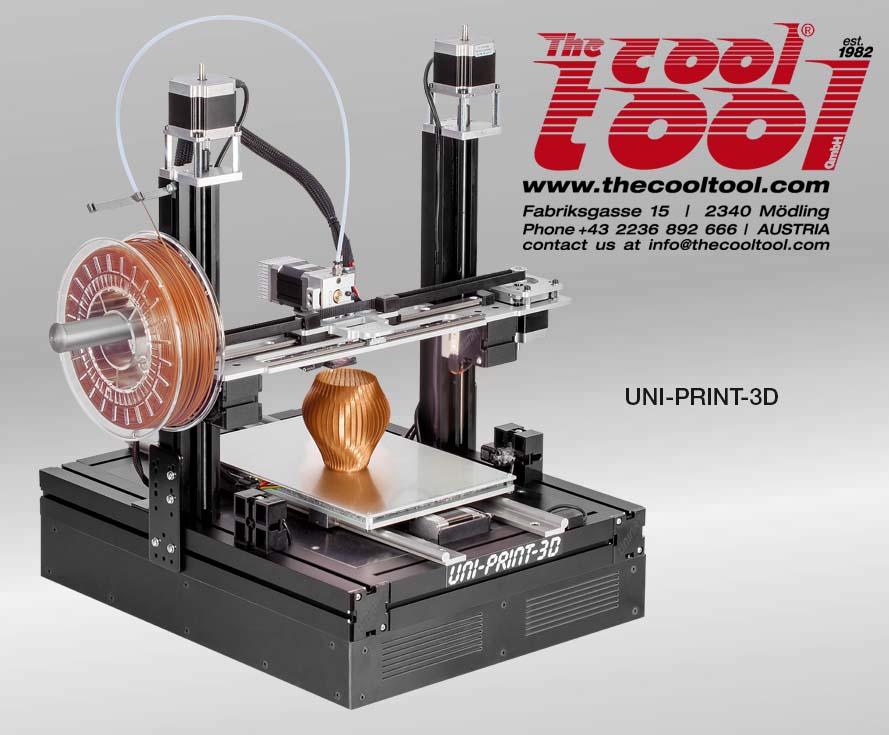 The
cool
tool
®
est.
1982
GmbH
www.thecooltool.com
Fabriksgasse 15 | 2340 Mödling
Phone +43 2236 892 666 | AUSTRIA
contact us at info@thecooltool.com
UNI-PRINT-3D
UNI-PRINT-3D